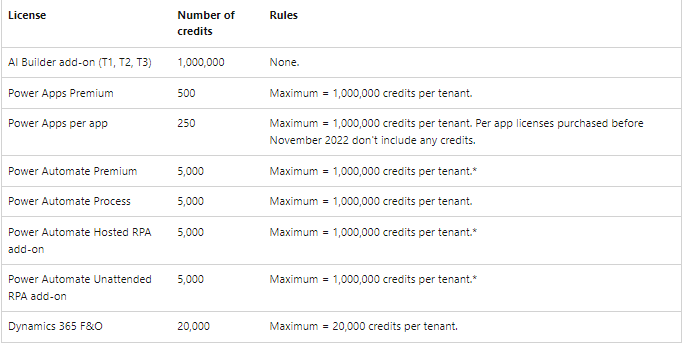 License Number of credits Rules
AI Builder add-on (T1, T2, T3) 1,000,000 None.
Power Apps Premium 500 Maximum = 1,000,000 credits per tenant.
Power Apps per app 250 Maximum = 1,000,000 credits per tenant. Per app licenses purchased before
November 2022 don't include any credits.
Power Automate Premium 5,000 Maximum = 1,000,000 credits per tenant.*
Power Automate Process 5,000 Maximum = 1,000,000 credits per tenant.
Power Automate Hosted RPA 5,000 Maximum = 1,000,000 credits per tenant.*
add-on
Power Automate Unattended 5,000 Maximum = 1,000,000 credits per tenant.*
RPA add-on
Dynamics 365 F&O 20,000 Maximum = 20,000 credits per tenant.